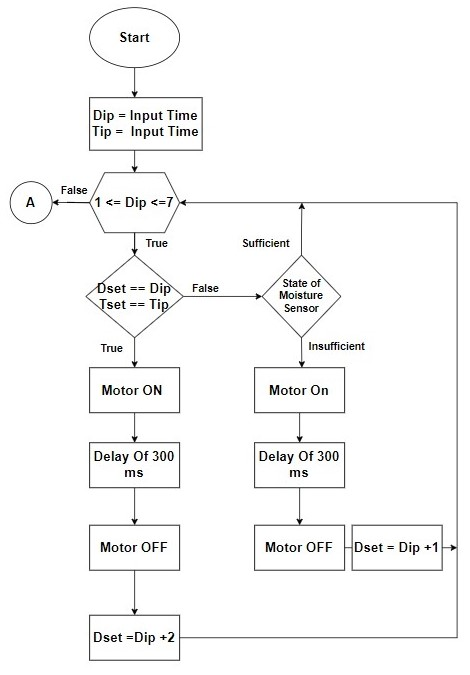 Start
Dip = Input Time
Tip = Input Time
A
False
1 <= Dip <=7
True
Sufficient
Dset == Dip
Tset == Tip
False
State of
Moisture
Sensor
True
Insufficient
Motor ON
Motor On
Delay Of 300
ms
Delay Of 300
ms
Motor OFF
Motor OFF
Dset = Dip +1
Dset =Dip +2